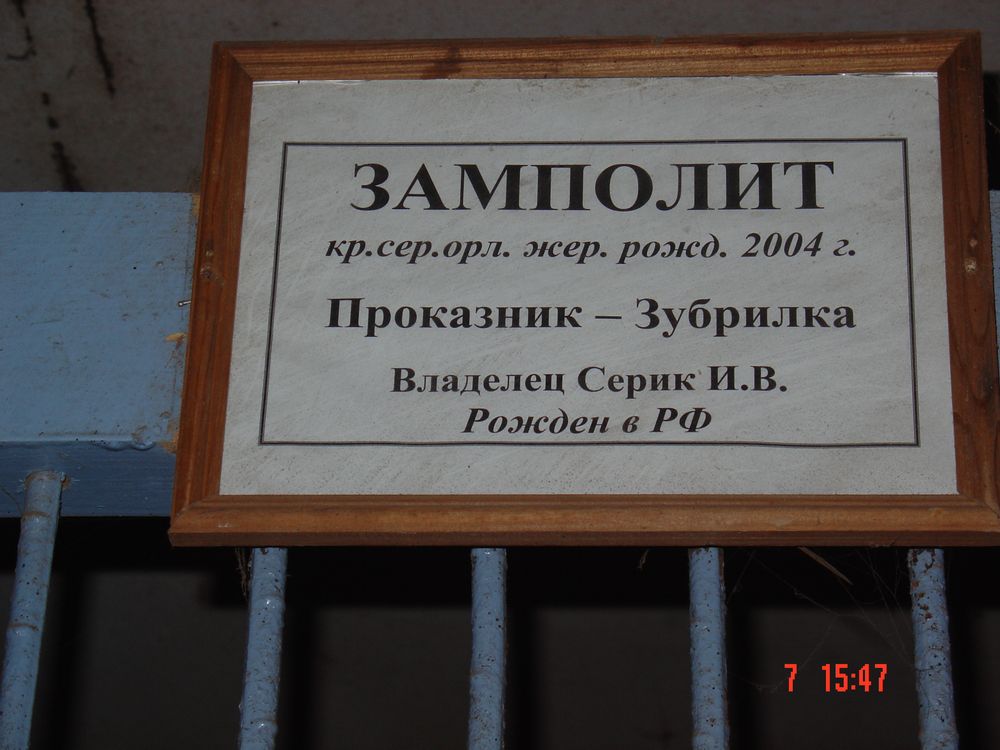 ЗАМПОЛИТ
кр.сер.орл. жер. рожд. 2004 г.
Проказник – Зубрилка
Владелец Серик И.В.
Рожден в РФ
7 15:47